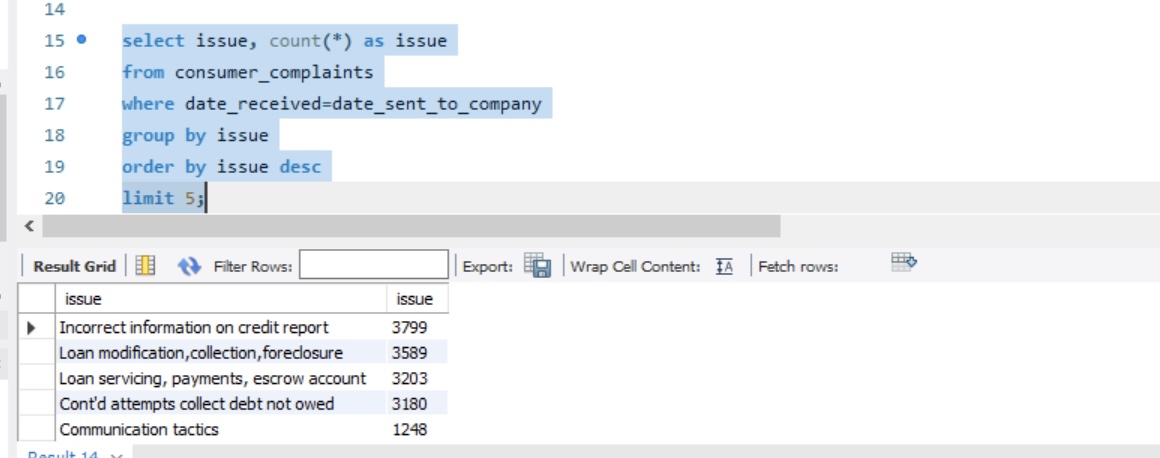 14
15 select issue, count(*) as issue
16 from consumer_complaints
17 where date_received=date_sent_to_company
18 group by issue
19 order by issue desc
20 limit 5;
Result Grid Filter Rows: Export: Wrap Cell Content: Fetch rows:
issue issue
Incorrect information on credit report 3799
Loan modification,collection,foreclosure 3589
Loan servicing, payments, escrow account 3203
Cont'd attempts collect debt not owed 3180
Communication tactics 1248
Result 14